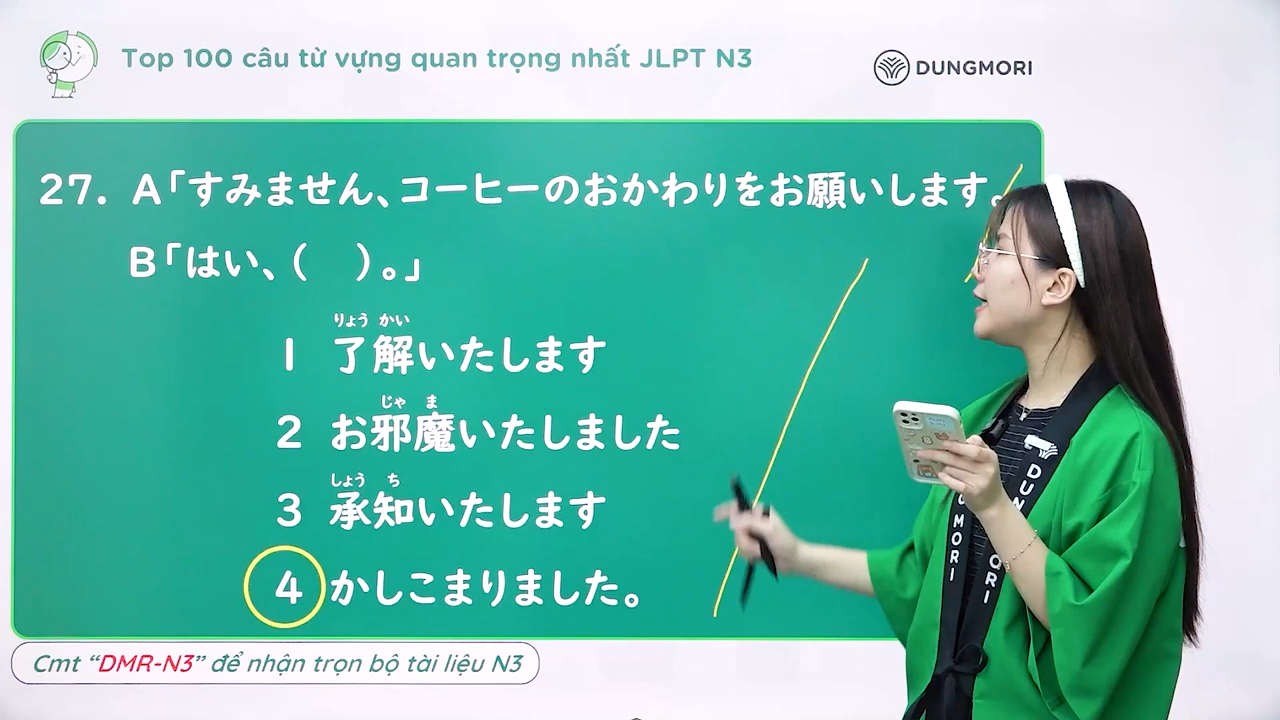 Top 100 câu từ vựng quan trọng nhất JLPT N3
DUNGMORI
27. A「すみません、コーヒーのおかわりをお願いします。
B「はい、(　)。」
りょう かい
1 了解いたします
じゃ ま
2 お邪魔いたしました
しょう ち
3 承知いたします
4 かしこまりました。
Cmt “DMR-N3” để nhận trọn bộ tài liệu N3
MORI
DUN
ORI